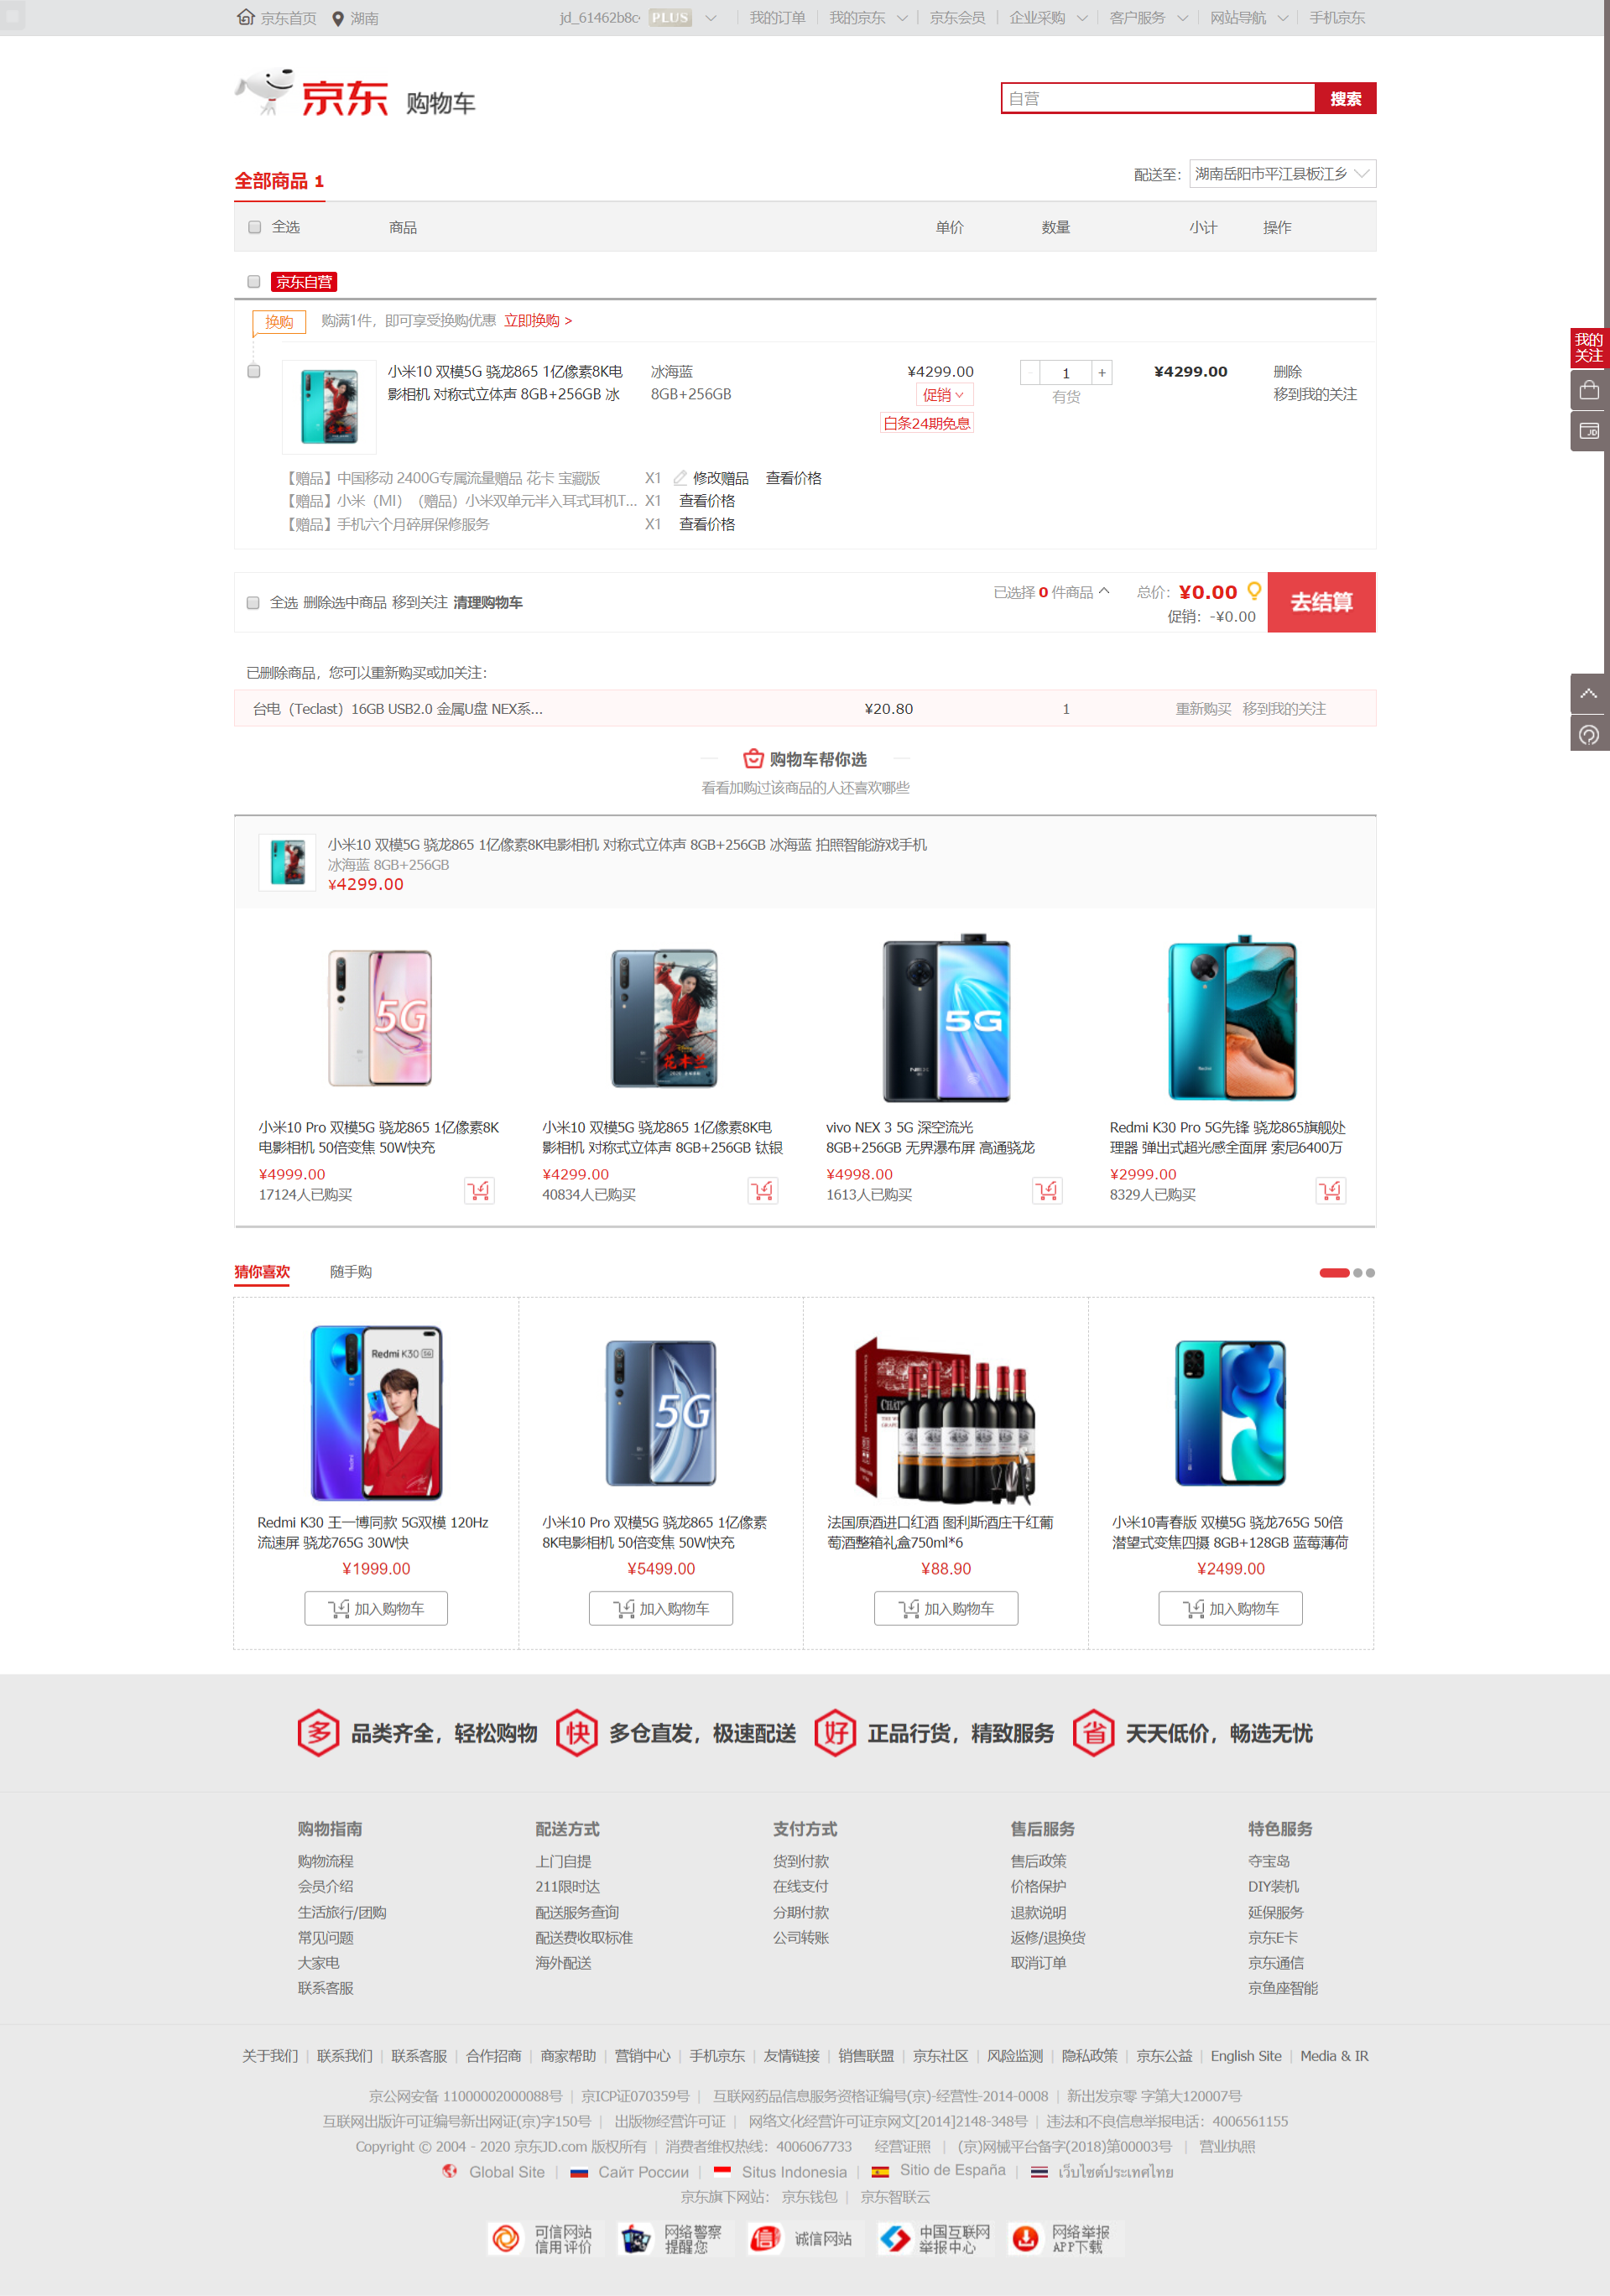 京东首页 湖南 jd_61462b8c PLUS 我的订单 我的京东 京东会员 企业采购 客户服务 网站导航 手机京东
京东 购物车
自营 搜索
全部商品 1
配送至： 湖南岳阳市平江县板江乡
全选 商品 单价 数量 小计 操作
京东自营
换购 购满1件，即可享受换购优惠 立即换购 >
小米10 双模5G 骁龙865 1亿像素8K电 冰海蓝 ¥4299.00 - 1 + ¥4299.00 删除
影相机 对称式立体声 8GB+256GB 冰 8GB+256GB 促销 有货 移到我的关注
白条24期免息
【赠品】中国移动 2400G专属流量赠品 花卡 宝藏版 X1 修改赠品 查看价格
【赠品】小米（MI）（赠品）小米双单元半入耳式耳机T... X1 查看价格
【赠品】手机六个月碎屏保修服务 X1 查看价格
全选 删除选中商品 移到关注 清理购物车 已选择 0 件商品 总价： ¥0.00 去结算
促销： -¥0.00
已删除商品，您可以重新购买或加关注：
台电（Teclast）16GB USB2.0 金属U盘 NEX系... ¥20.80 1 重新购买 移到我的关注
购物车帮你选
看看加购过该商品的人还喜欢哪些
小米10 双模5G 骁龙865 1亿像素8K电影相机 对称式立体声 8GB+256GB 冰海蓝 拍照智能游戏手机
冰海蓝 8GB+256GB
¥4299.00
5G
花木兰
5G
小米10 Pro 双模5G 骁龙865 1亿像素8K
电影相机 50倍变焦 50W快充
¥4999.00
17124人已购买
小米10 双模5G 骁龙865 1亿像素8K电
影相机 对称式立体声 8GB+256GB 钛银
¥4299.00
40834人已购买
vivo NEX 3 5G 深空流光
8GB+256GB 无界瀑布屏 高通骁龙
¥4998.00
1613人已购买
Redmi K30 Pro 5G先锋 骁龙865旗舰处
理器 弹出式超光感全面屏 索尼6400万
¥2999.00
8329人已购买
猜你喜欢 随手购
Redmi K30 5G
5G
Redmi K30 王一博同款 5G双模 120Hz
流速屏 骁龙765G 30W快
¥1999.00
加入购物车
小米10 Pro 双模5G 骁龙865 1亿像素
8K电影相机 50倍变焦 50W快充
¥5499.00
加入购物车
法国原酒进口红酒 图利斯酒庄干红葡
萄酒整箱礼盒750ml*6
¥88.90
加入购物车
小米10青春版 双模5G 骁龙765G 50倍
潜望式变焦四摄 8GB+128GB 蓝莓薄荷
¥2499.00
加入购物车
我的
关注
JD
多 品类齐全，轻松购物 快 多仓直发，极速配送 好 正品行货，精致服务 省 天天低价，畅选无忧
购物指南 配送方式 支付方式 售后服务 特色服务
购物流程 上门自提 货到付款 售后政策 夺宝岛
会员介绍 211限时达 在线支付 价格保护 DIY装机
生活旅行/团购 配送服务查询 分期付款 退款说明 延保服务
常见问题 配送费收取标准 公司转账 返修/退换货 京东E卡
大家电 海外配送 取消订单 京东通信
联系客服 京鱼座智能
关于我们 | 联系我们 | 联系客服 | 合作招商 | 商家帮助 | 营销中心 | 手机京东 | 友情链接 | 销售联盟 | 京东社区 | 风险监测 | 隐私政策 | 京东公益 | English Site | Media & IR
京公网安备 11000002000088号 | 京ICP证070359号 | 互联网药品信息服务资格证编号(京)-经营性-2014-0008 | 新出发京零 字第大120007号
互联网出版许可证编号新出网证(京)字150号 | 出版物经营许可证 | 网络文化经营许可证京网文[2014]2148-348号 | 违法和不良信息举报电话：4006561155
Copyright © 2004 - 2020 京东JD.com 版权所有 | 消费者维权热线：4006067733 经营证照 | (京)网械平台备字(2018)第00003号 | 营业执照
Global Site | Сайт России | Situs Indonesia | Sitio de España | เว็บไซต์ประเทศไทย
京东旗下网站： 京东钱包 | 京东智联云
可信网站 信用评价
网络警察 提醒您
诚信网站
中国互联网 举报中心
网络举报 APP下载